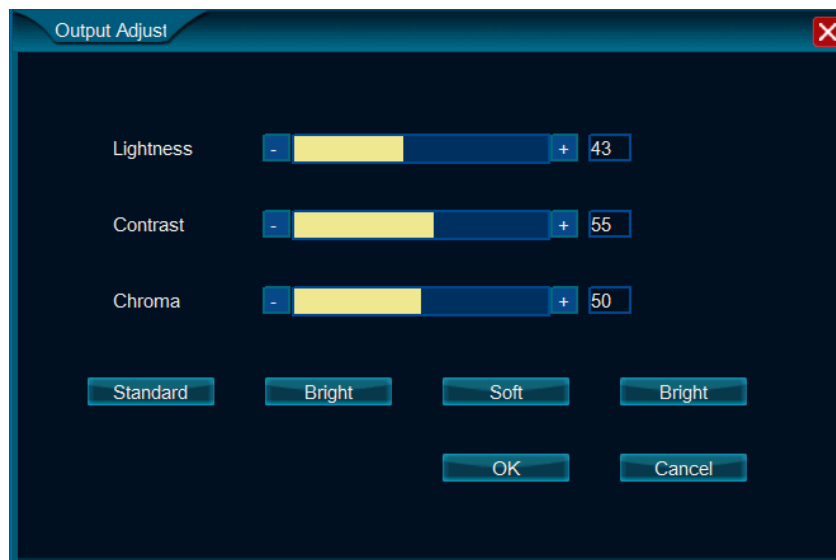 Output Adjust
Lightness - + 43
Contrast - + 55
Chroma - + 50
Standard Bright Soft Bright
OK Cancel